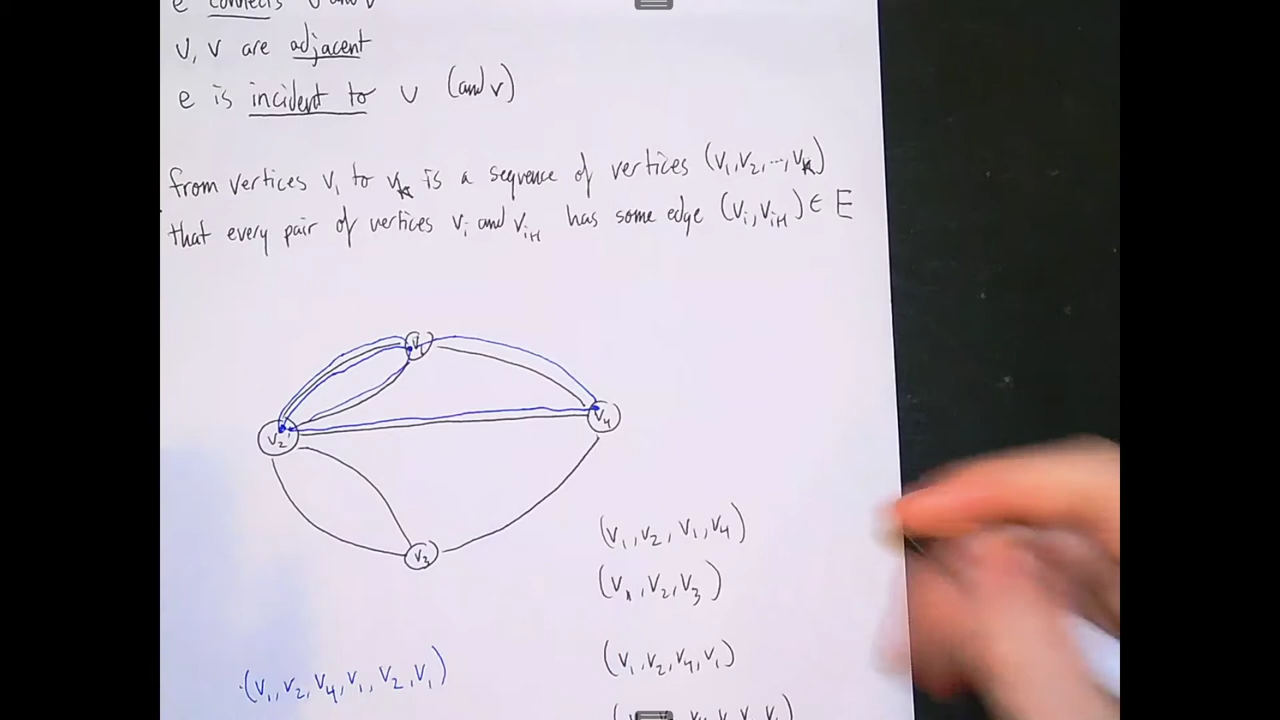 e connects u and v
u, v are adjacent
e is incident to u (and v)
from vertices v₁ to vₖ is a sequence of vertices (v₁, v₂, ..., vₖ)
that every pair of vertices vᵢ and vᵢ₊₁ has some edge (vᵢ, vᵢ₊₁) ∈ E
v₁
v₂
v₄
v₃
(v₁, v₂, v₁, v₄)
(v₁, v₂, v₃)
(v₁, v₂, v₄, v₁)
(v₁, v₂, v₄, v₁, v₂, v₁)